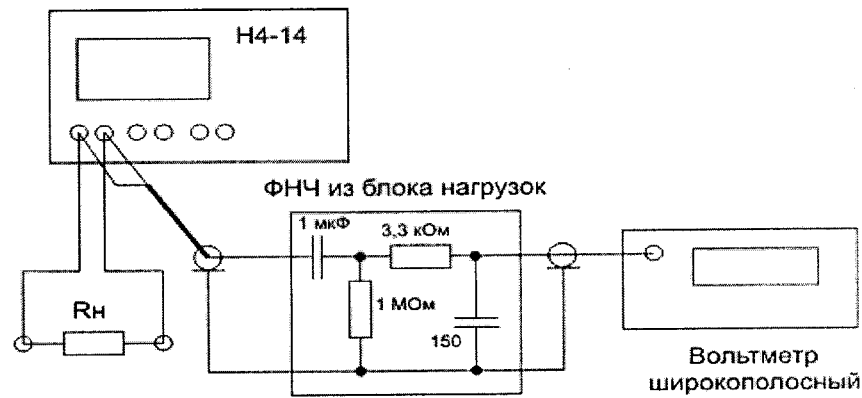 Н4-14
ФНЧ из блока нагрузок
1 мкФ
3,3 кОм
1 МОм
150
Rн
Вольтметр
широкополосный